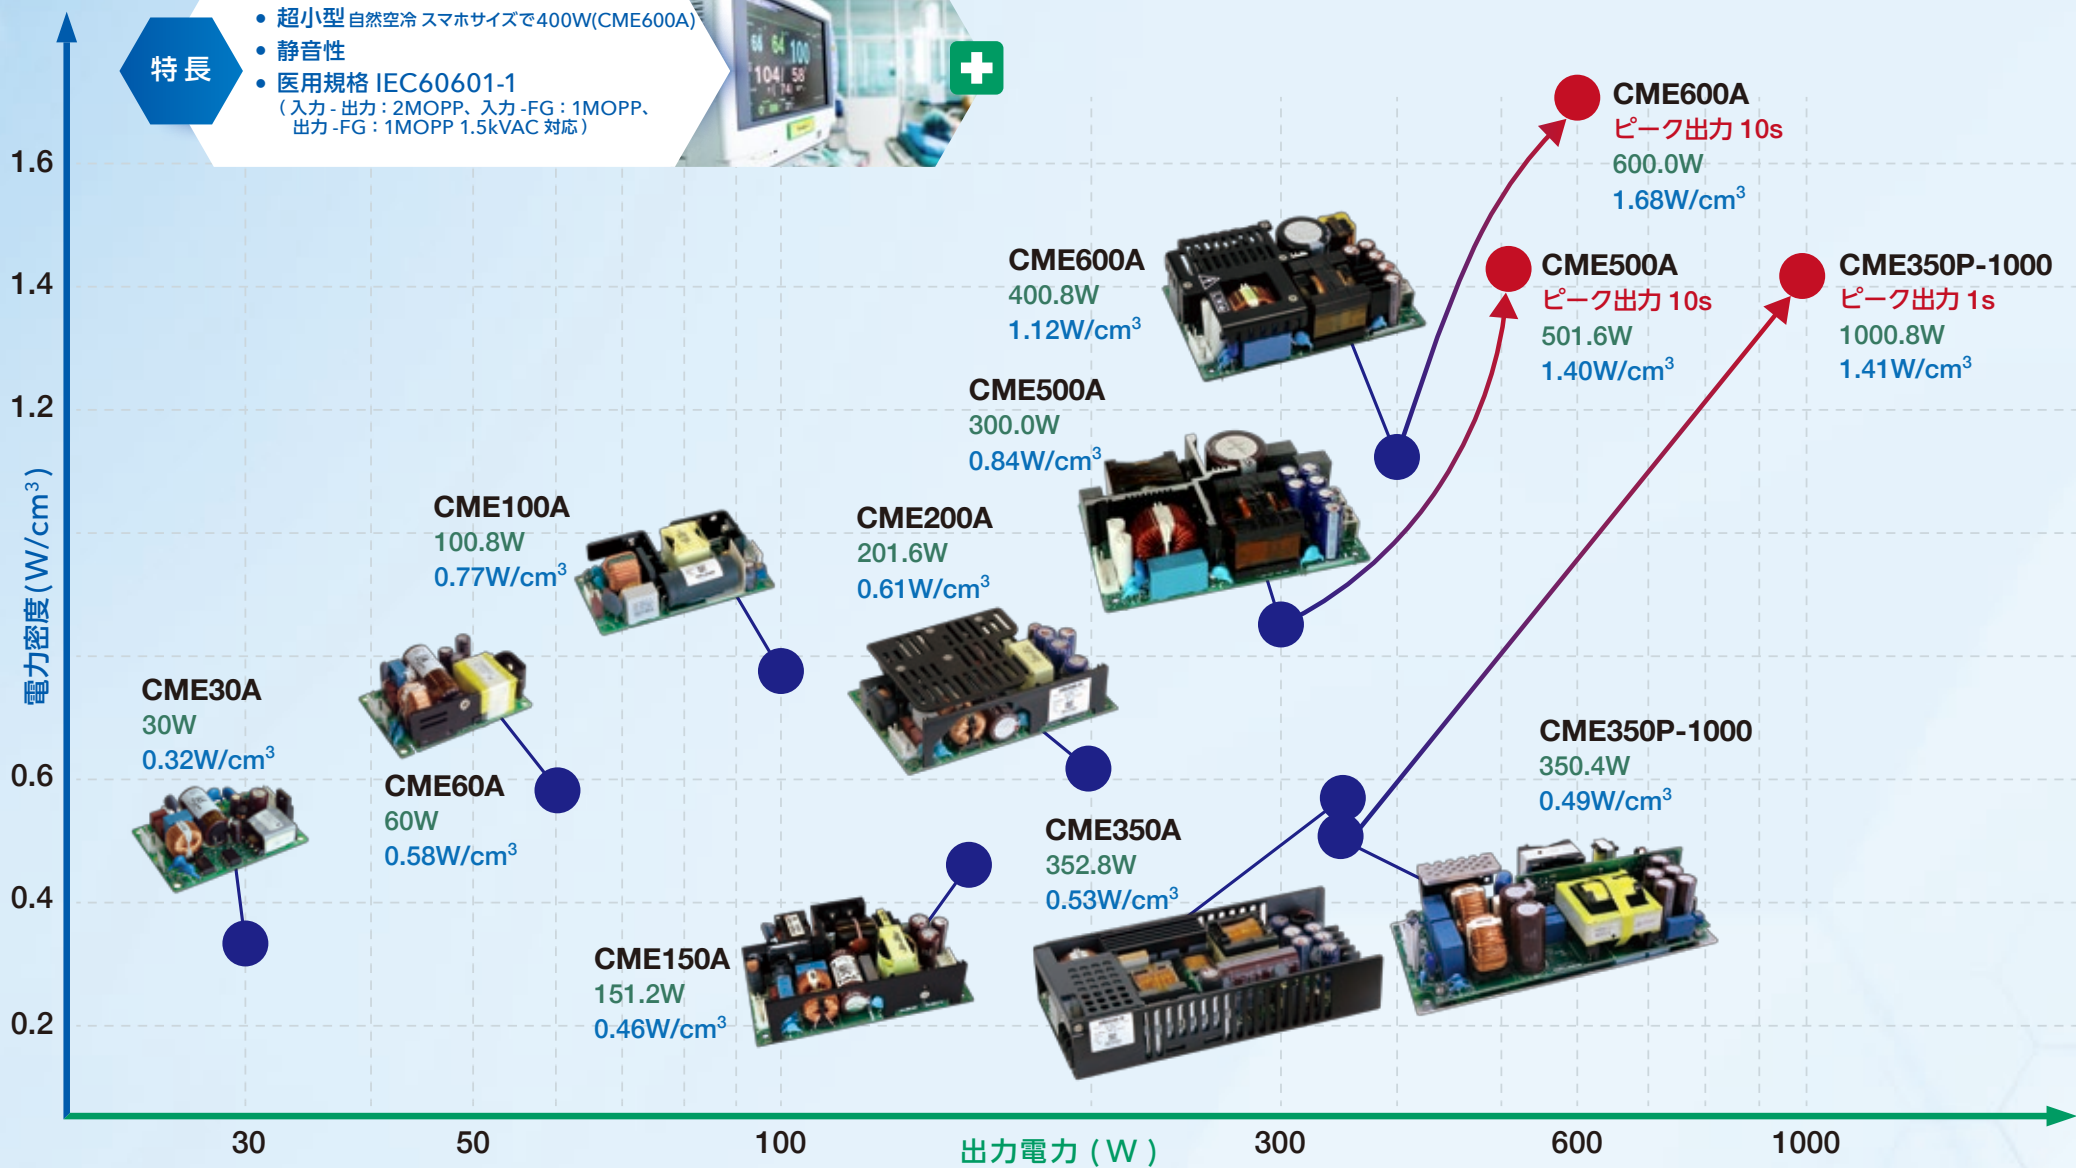 特長
• 超小型 自然空冷 スマホサイズで400W(CME600A)
• 静音性
• 医用規格 IEC60601-1
( 入力 - 出力：2MOPP、入力 -FG：1MOPP、
出力 -FG：1MOPP 1.5kVAC 対応 )
64 64 100
104 58
CME600A
ピーク出力 10s
600.0W
1.68W/cm³
CME600A
400.8W
1.12W/cm³
CME500A
ピーク出力 10s
501.6W
1.40W/cm³
CME350P-1000
ピーク出力 1s
1000.8W
1.41W/cm³
CME500A
300.0W
0.84W/cm³
CME100A
100.8W
0.77W/cm³
CME200A
201.6W
0.61W/cm³
CME30A
30W
0.32W/cm³
CME60A
60W
0.58W/cm³
CME350P-1000
350.4W
0.49W/cm³
CME350A
352.8W
0.53W/cm³
CME150A
151.2W
0.46W/cm³
電力密度(W/cm³)
1.6
1.4
1.2
0.6
0.4
0.2
30
50
100
300
600
1000
出力電力 ( W )